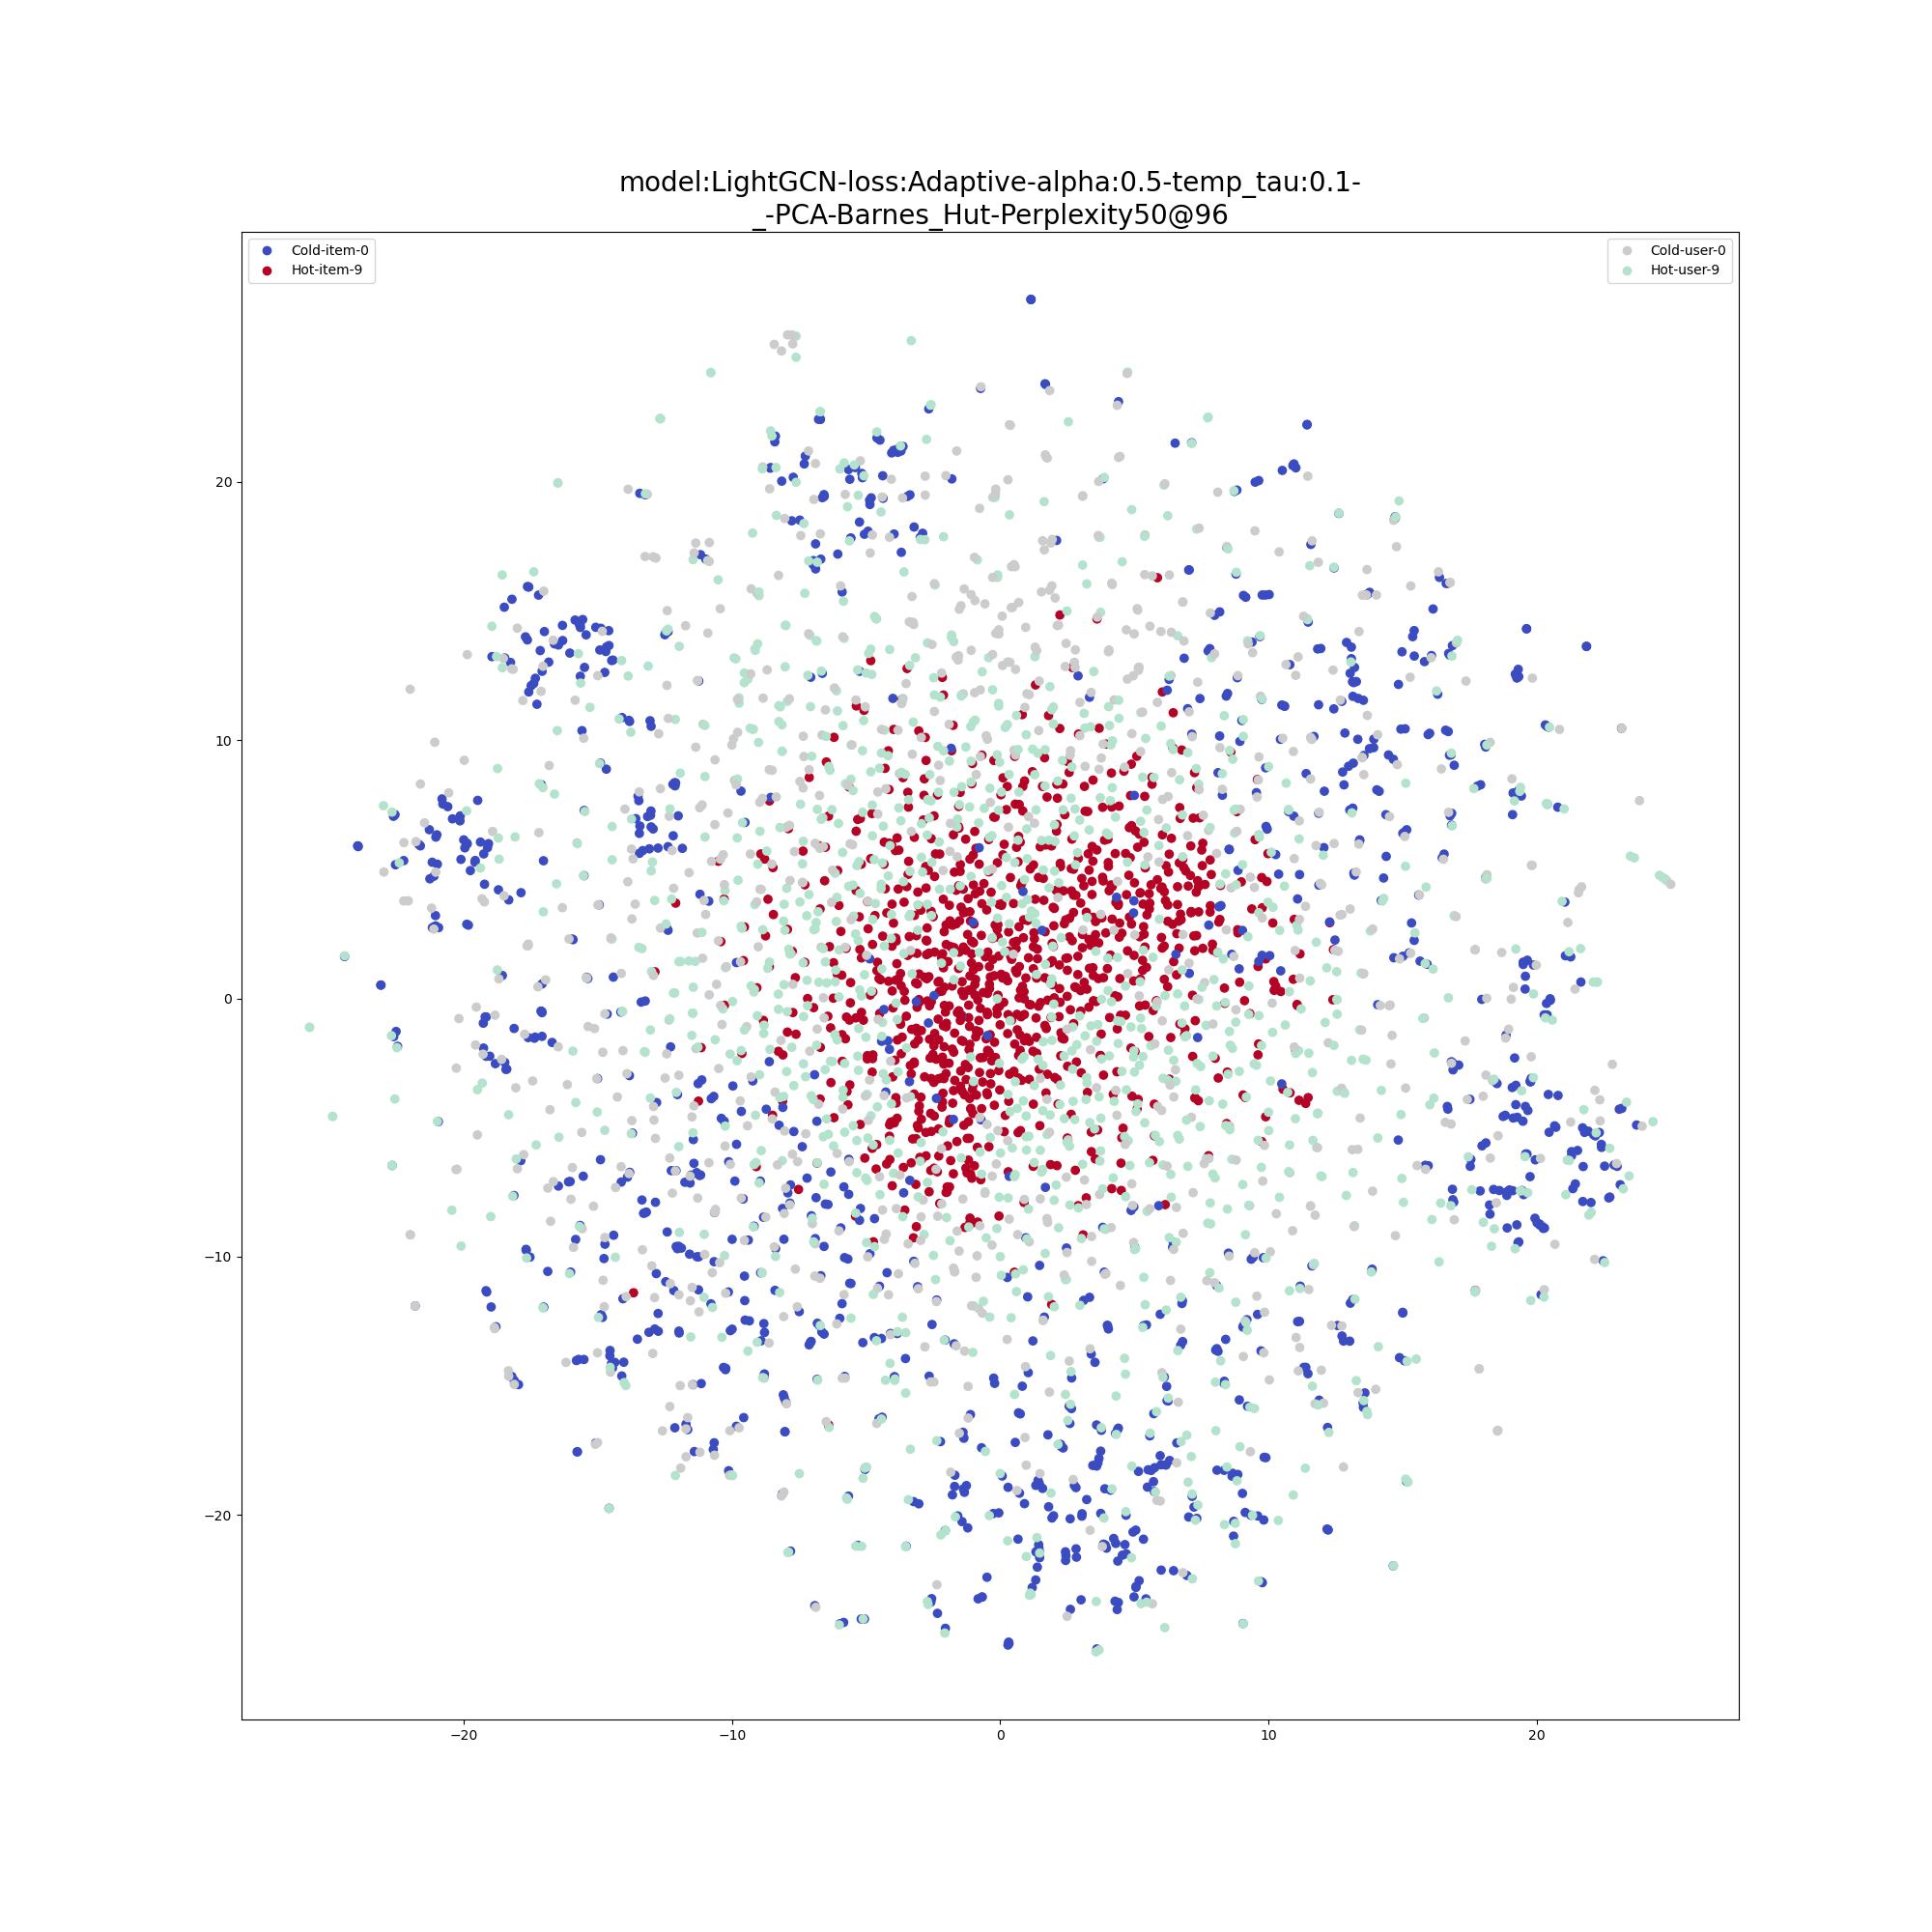 model:LightGCN-loss:Adaptive-alpha:0.5-temp_tau:0.1-
_-PCA-Barnes_Hut-Perplexity50@96
Cold-item-0
Hot-item-9
Cold-user-0
Hot-user-9
20
10
0
−10
−20
−20
−10
0
10
20